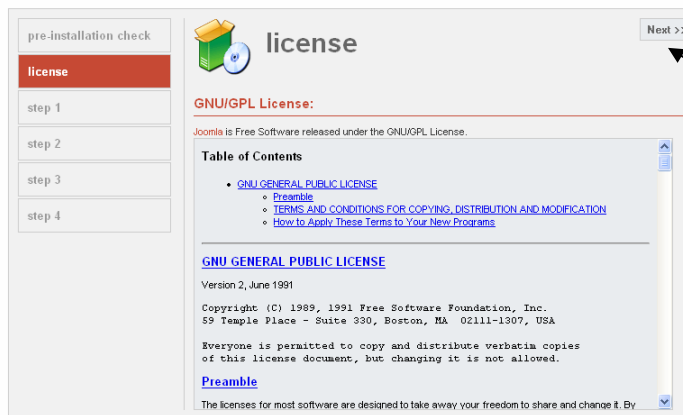 pre-installation check
license
step 1
step 2
step 3
step 4
license
Next >>
GNU/GPL License:
Joomla is Free Software released under the GNU/GPL License.
Table of Contents
• GNU GENERAL PUBLIC LICENSE
○ Preamble
○ TERMS AND CONDITIONS FOR COPYING, DISTRIBUTION AND MODIFICATION
○ How to Apply These Terms to Your New Programs
GNU GENERAL PUBLIC LICENSE
Version 2, June 1991
Copyright (C) 1989, 1991 Free Software Foundation, Inc.
59 Temple Place - Suite 330, Boston, MA  02111-1307, USA
Everyone is permitted to copy and distribute verbatim copies
of this license document, but changing it is not allowed.
Preamble
The licenses for most software are designed to take away your freedom to share and change it. By